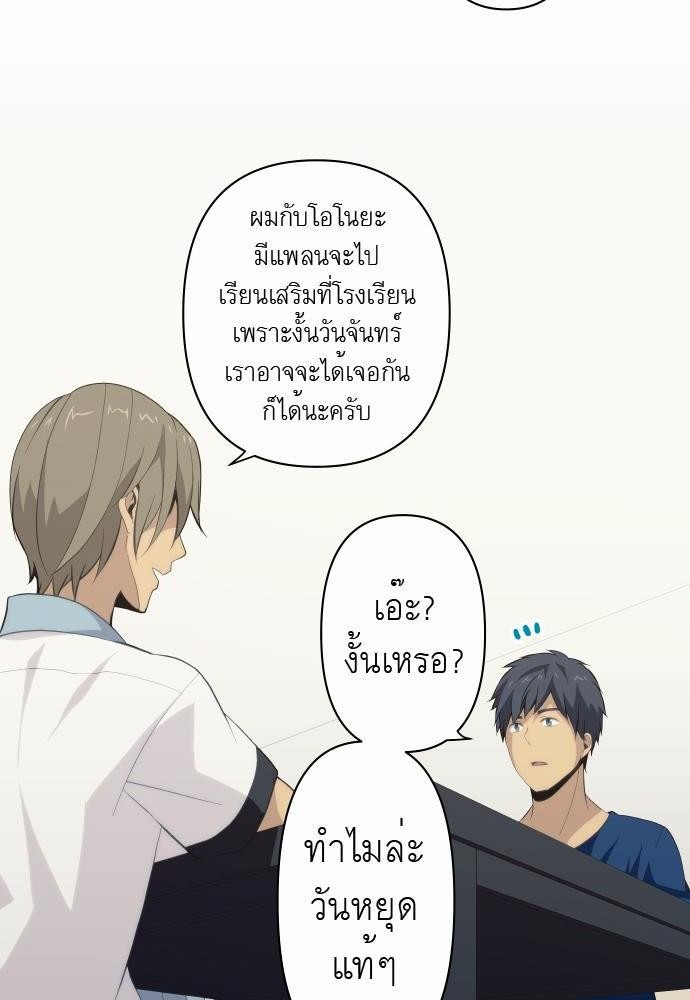 ผมกับโอโนยะ
มีแพลนจะไป
เรียนเสริมที่โรงเรียน
เพราะงั้นวันจันทร์
เราอาจจะได้เจอกัน
ก็ได้นะครับ
เอ๊ะ?
งั้นเหรอ?
ทำไมล่ะ
วันหยุด
แท้ๆ